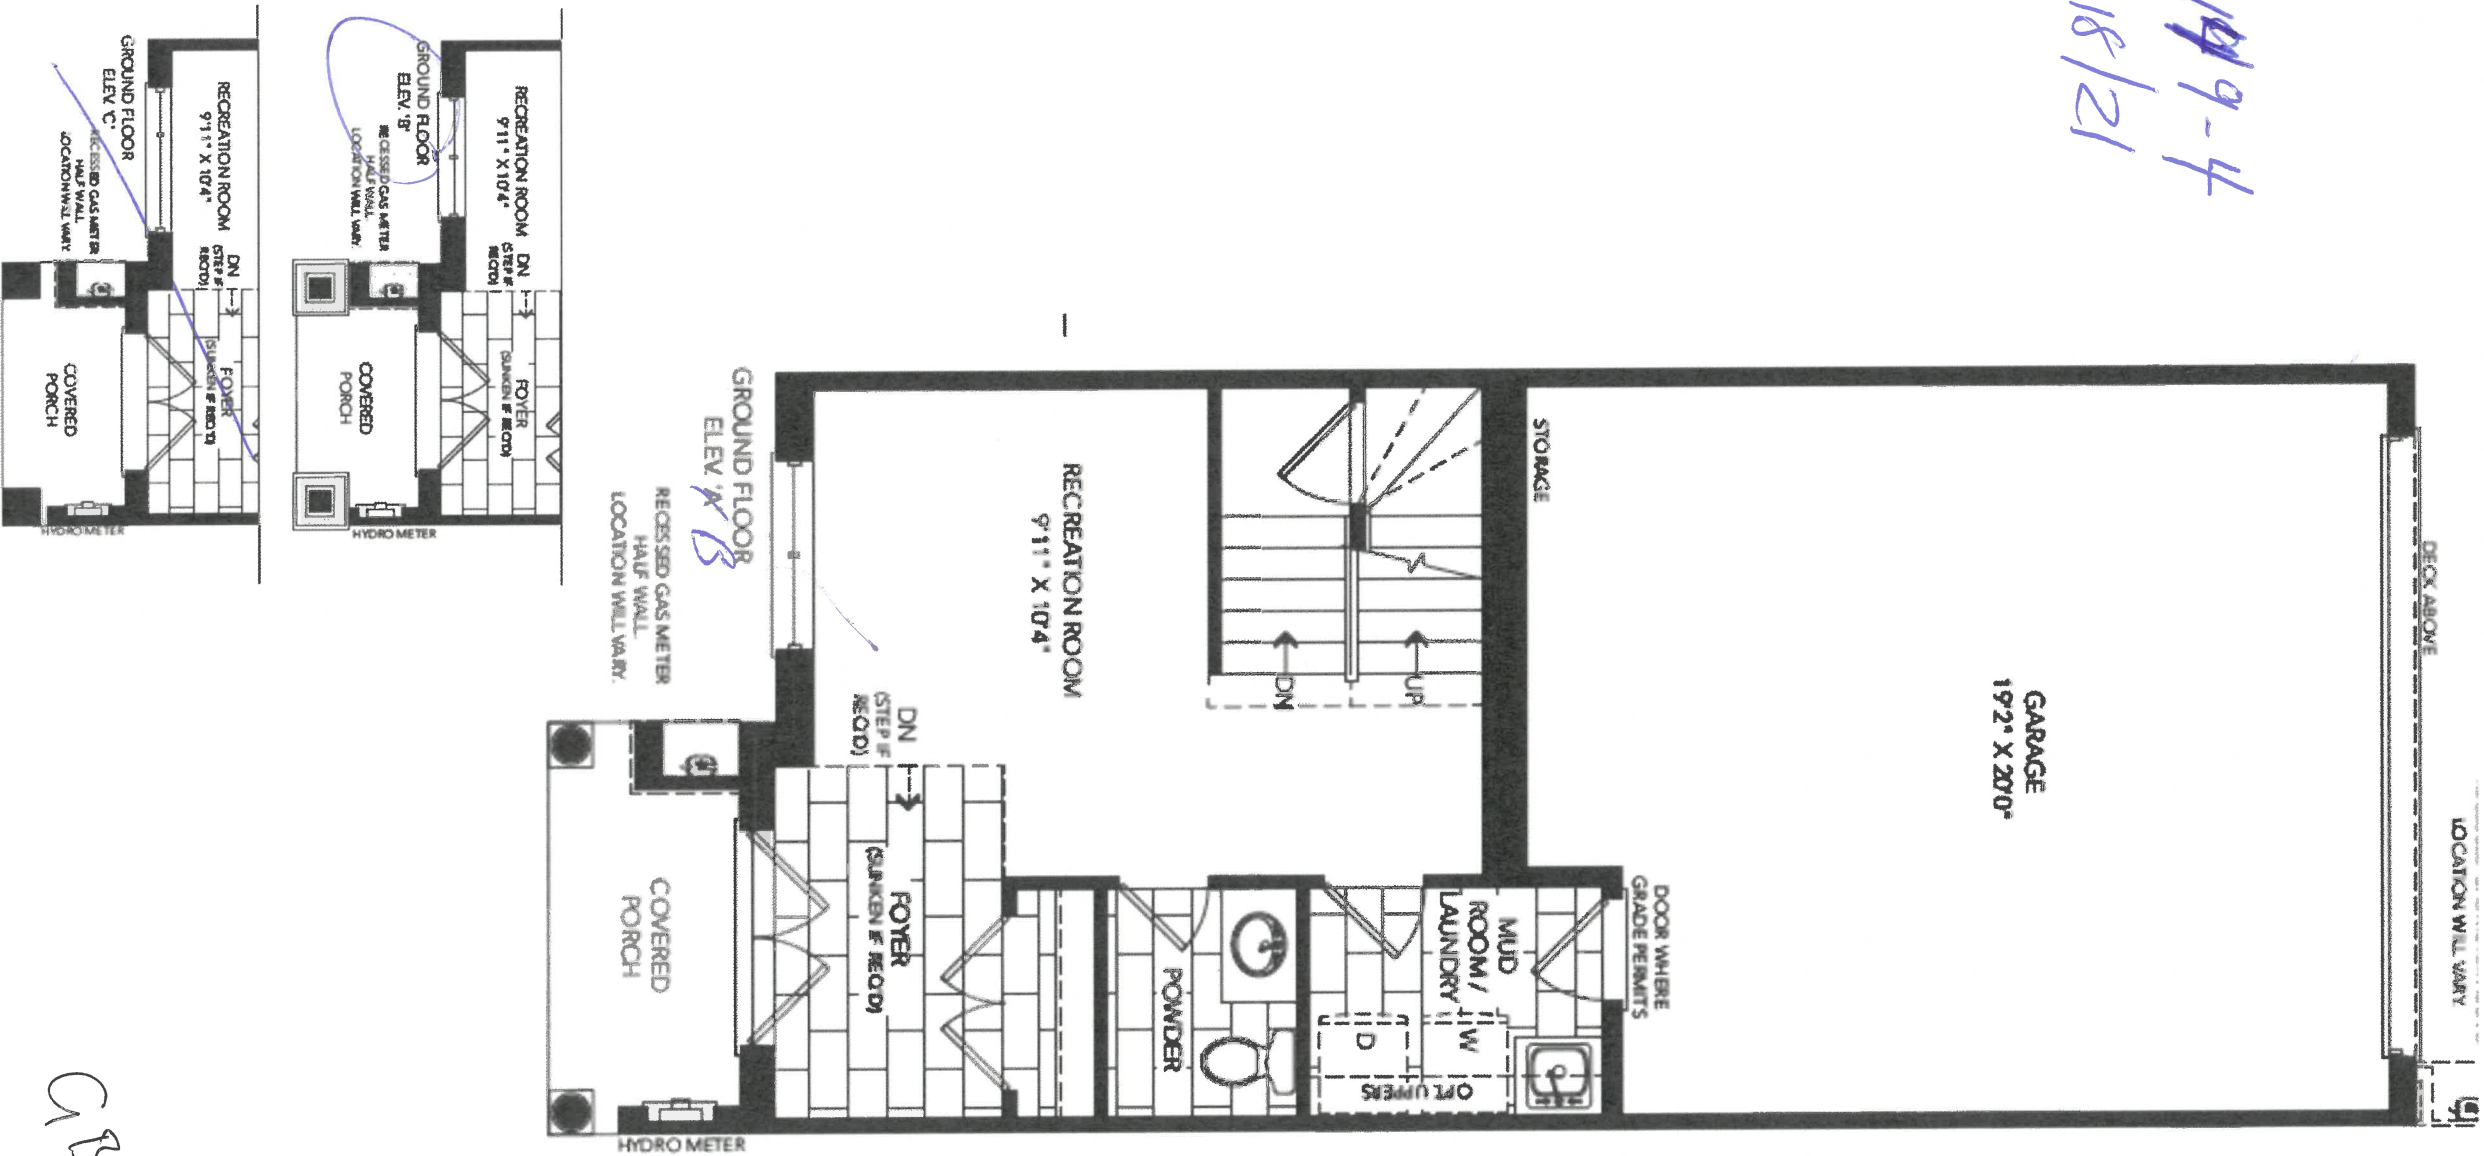 149-4
18/21
GROUND FLOOR
ELEV. 'C'
RECESSED GAS METER
HALF WALL.
LOCATION WILL VARY.
RECREATION ROOM
9'11" X 10'4"
DN
(STEP IF
REQ'D)
FOYER
(SUNKEN IF REQ'D)
COVERED
PORCH
HYDRO METER
GROUND FLOOR
ELEV. 'B'
RECESSED GAS METER
HALF WALL.
LOCATION WILL VARY.
RECREATION ROOM
9'11" X 10'4"
DN
(STEP IF
REQ'D)
FOYER
(SUNKEN IF REQ'D)
COVERED
PORCH
HYDRO METER
GROUND FLOOR
ELEV. 'A' B
RECESSED GAS METER
HALF WALL.
LOCATION WILL VARY.
RECREATION ROOM
9'11" X 10'4"
DN
(STEP IF
REQ'D)
FOYER
(SUNKEN IF REQ'D)
COVERED
PORCH
HYDRO METER
DN
UP
STORAGE
POWDER
MUD
ROOM /
LAUNDRY
W
D
OPT. UPPERS
DOOR WHERE
GRADE PERMITS
GARAGE
19'2" X 20'0"
DECK ABOVE
LOCATION WILL VARY.